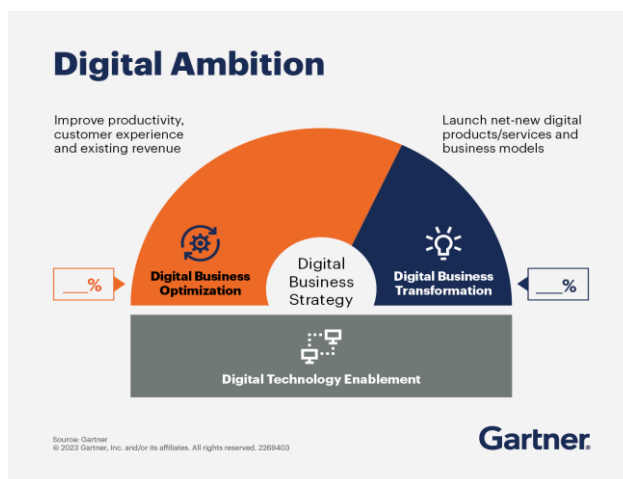 Digital Ambition
Improve productivity,
customer experience
and existing revenue
Launch net-new digital
products/services and
business models
Digital Business
Optimization
Digital
Business
Strategy
Digital Business
Transformation
___%
___%
Digital Technology Enablement
Source: Gartner
© 2023 Gartner, Inc. and/or its affiliates. All rights reserved. 2269403
Gartner.